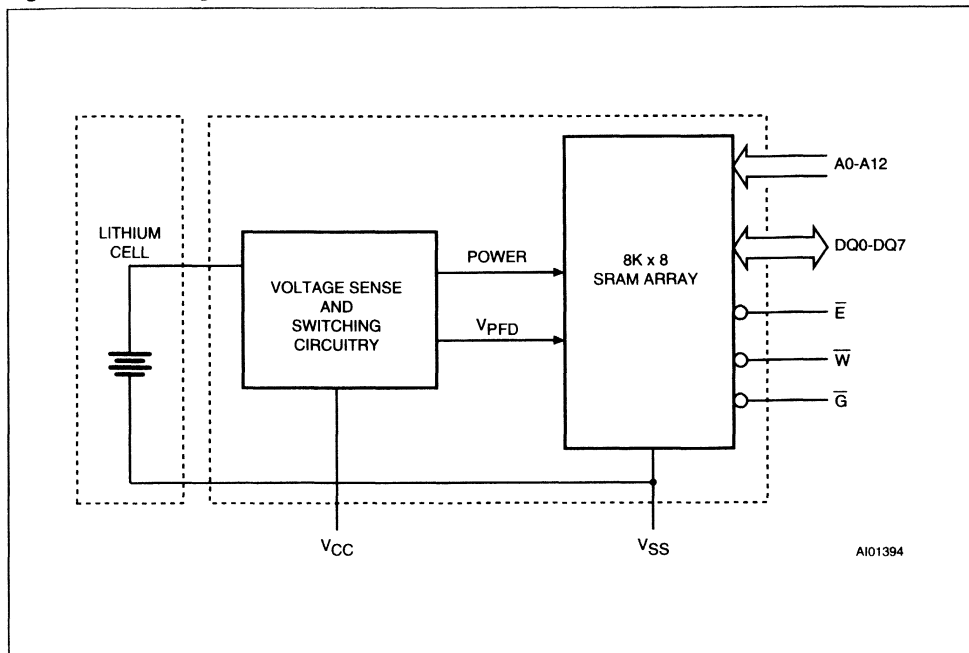 LITHIUM
CELL
VOLTAGE SENSE
AND
SWITCHING
CIRCUITRY
POWER
VPFD
8K x 8
SRAM ARRAY
A0-A12
DQ0-DQ7
E̅
W̅
G̅
VCC
VSS
AI01394